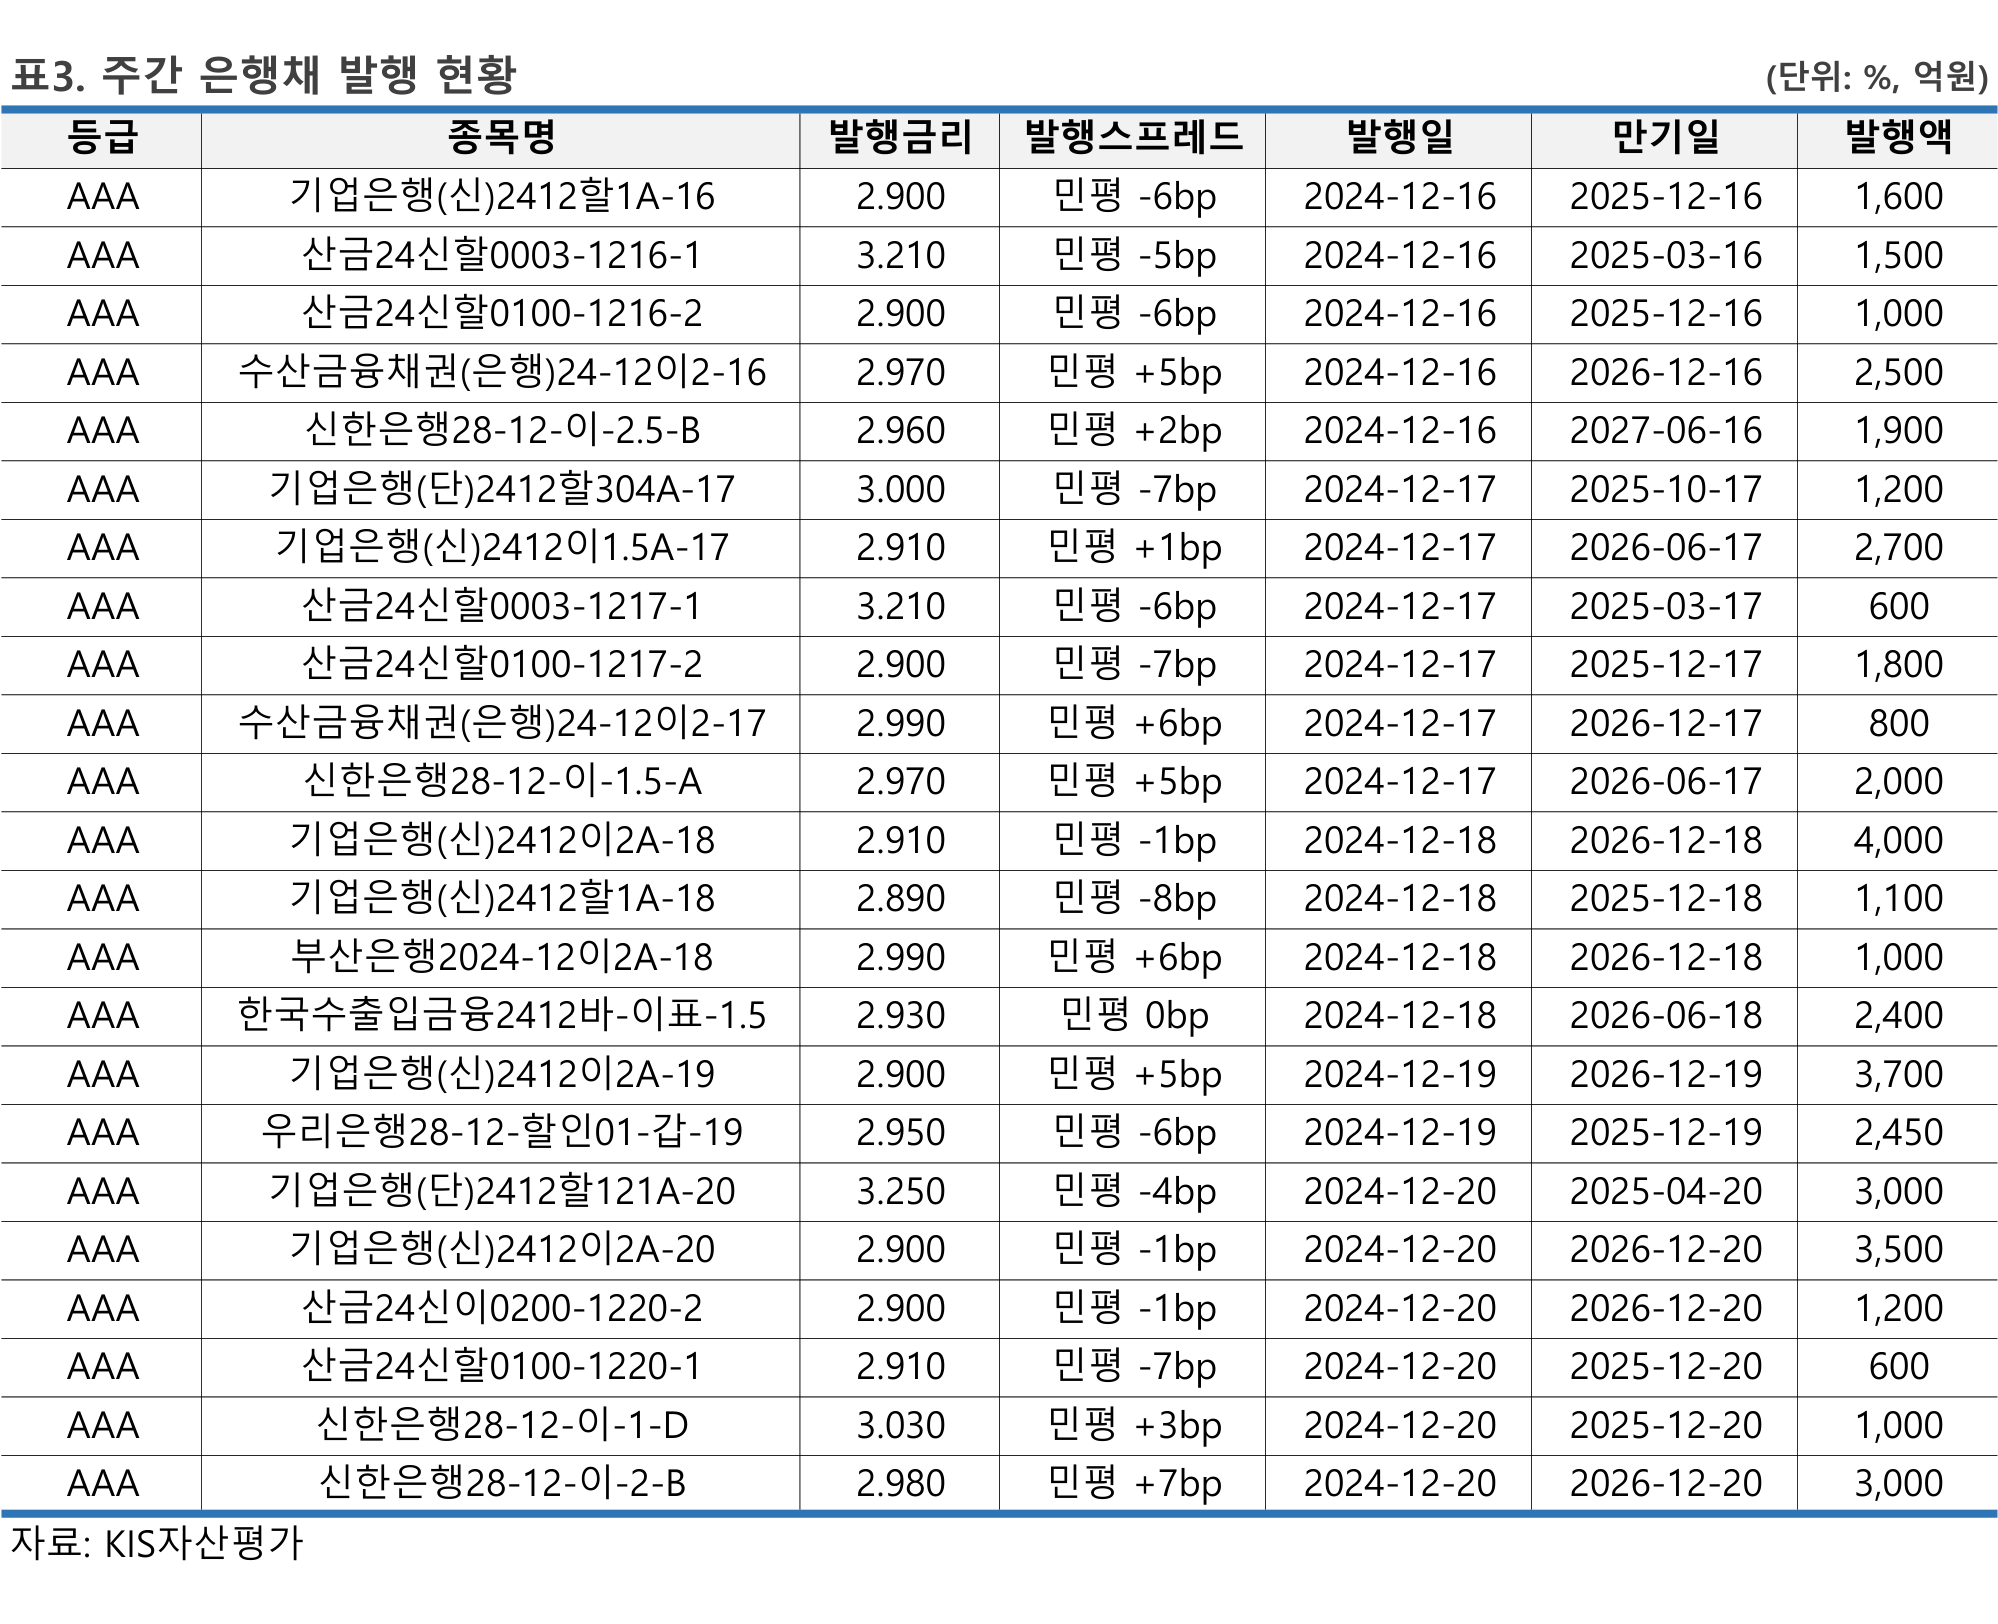 표3. 주간 은행채 발행 현황 (단위: %, 억원)
등급 종목명 발행금리 발행스프레드 발행일 만기일 발행액
AAA 기업은행(신)2412할1A-16 2.900 민평 -6bp 2024-12-16 2025-12-16 1,600
AAA 산금24신할0003-1216-1 3.210 민평 -5bp 2024-12-16 2025-03-16 1,500
AAA 산금24신할0100-1216-2 2.900 민평 -6bp 2024-12-16 2025-12-16 1,000
AAA 수산금융채권(은행)24-12이2-16 2.970 민평 +5bp 2024-12-16 2026-12-16 2,500
AAA 신한은행28-12-이-2.5-B 2.960 민평 +2bp 2024-12-16 2027-06-16 1,900
AAA 기업은행(단)2412할304A-17 3.000 민평 -7bp 2024-12-17 2025-10-17 1,200
AAA 기업은행(신)2412이1.5A-17 2.910 민평 +1bp 2024-12-17 2026-06-17 2,700
AAA 산금24신할0003-1217-1 3.210 민평 -6bp 2024-12-17 2025-03-17 600
AAA 산금24신할0100-1217-2 2.900 민평 -7bp 2024-12-17 2025-12-17 1,800
AAA 수산금융채권(은행)24-12이2-17 2.990 민평 +6bp 2024-12-17 2026-12-17 800
AAA 신한은행28-12-이-1.5-A 2.970 민평 +5bp 2024-12-17 2026-06-17 2,000
AAA 기업은행(신)2412이2A-18 2.910 민평 -1bp 2024-12-18 2026-12-18 4,000
AAA 기업은행(신)2412할1A-18 2.890 민평 -8bp 2024-12-18 2025-12-18 1,100
AAA 부산은행2024-12이2A-18 2.990 민평 +6bp 2024-12-18 2026-12-18 1,000
AAA 한국수출입금융2412바-이표-1.5 2.930 민평 0bp 2024-12-18 2026-06-18 2,400
AAA 기업은행(신)2412이2A-19 2.900 민평 +5bp 2024-12-19 2026-12-19 3,700
AAA 우리은행28-12-할인01-갑-19 2.950 민평 -6bp 2024-12-19 2025-12-19 2,450
AAA 기업은행(단)2412할121A-20 3.250 민평 -4bp 2024-12-20 2025-04-20 3,000
AAA 기업은행(신)2412이2A-20 2.900 민평 -1bp 2024-12-20 2026-12-20 3,500
AAA 산금24신이0200-1220-2 2.900 민평 -1bp 2024-12-20 2026-12-20 1,200
AAA 산금24신할0100-1220-1 2.910 민평 -7bp 2024-12-20 2025-12-20 600
AAA 신한은행28-12-이-1-D 3.030 민평 +3bp 2024-12-20 2025-12-20 1,000
AAA 신한은행28-12-이-2-B 2.980 민평 +7bp 2024-12-20 2026-12-20 3,000
자료: KIS자산평가